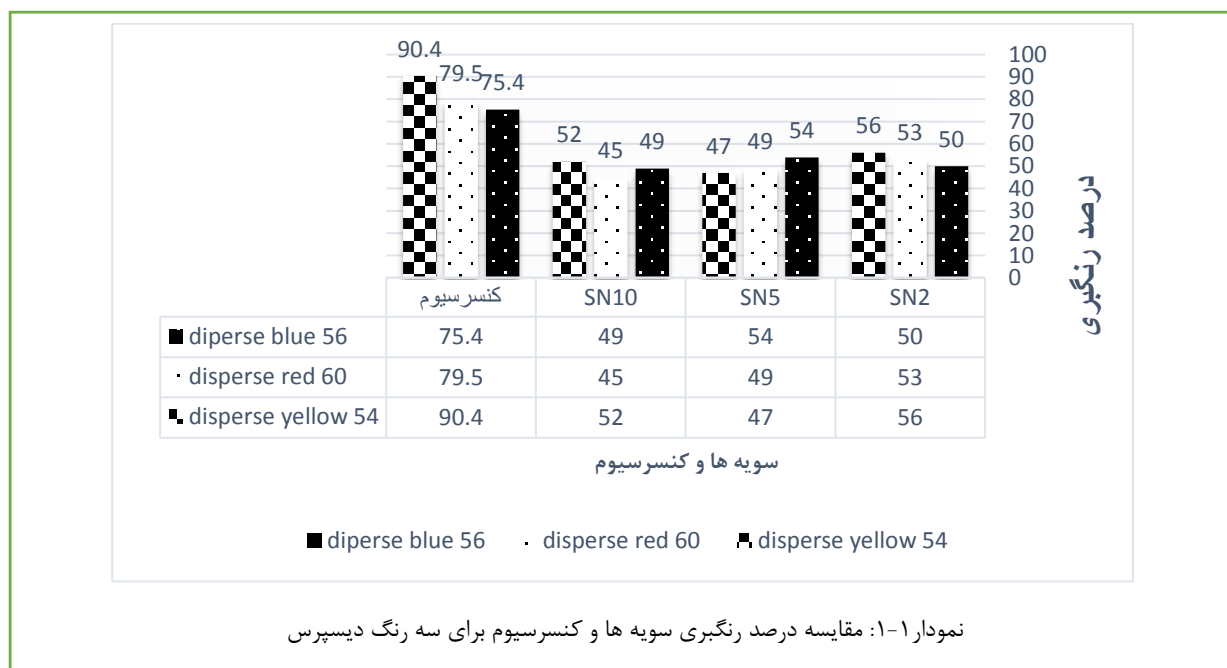 90.4
79.5
75.4
52
45
49
47
49
54
56
53
50
100
90
80
70
60
50
40
30
20
10
0
درصد رنگبری
کنسرسیوم SN10 SN5 SN2
diperse blue 56 75.4 49 54 50
disperse red 60 79.5 45 49 53
disperse yellow 54 90.4 52 47 56
سویه ها و کنسرسیوم
diperse blue 56 disperse red 60 disperse yellow 54
نمودار۱-۱: مقایسه درصد رنگبری سویه ها و کنسرسیوم برای سه رنگ دیسپرس